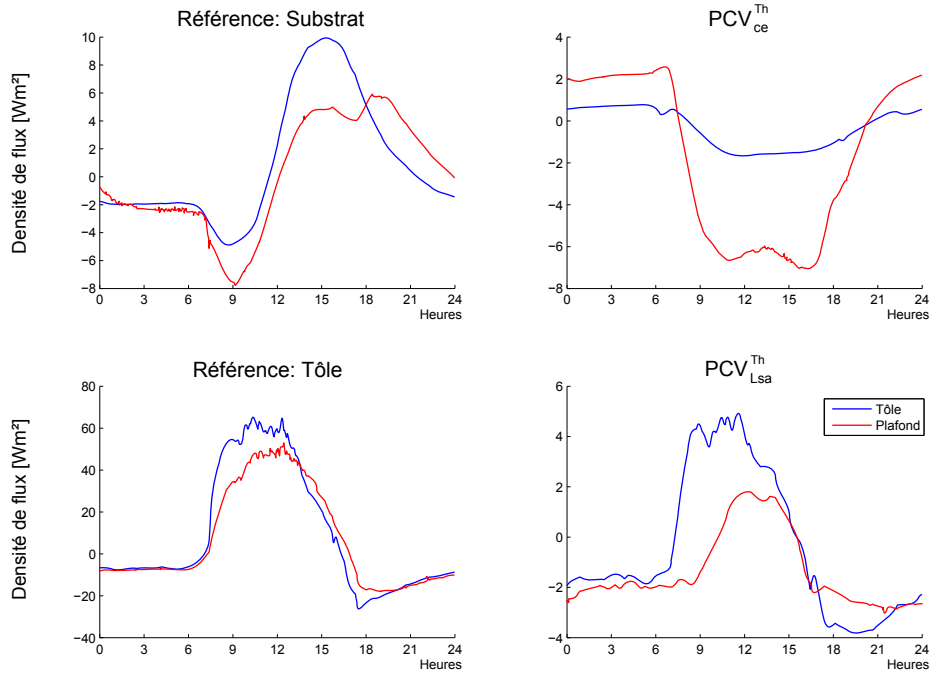 Référence: Substrat
Densité de flux [Wm²]
10
8
6
4
2
0
−2
−4
−6
−8
0 3 6 9 12 15 18 21 24
Heures
PCV Th ce
4
2
0
−2
−4
−6
−8
0 3 6 9 12 15 18 21 24
Heures
Référence: Tôle
Densité de flux [Wm²]
80
60
40
20
0
−20
−40
0 3 6 9 12 15 18 21 24
Heures
PCV Th Lsa
6
4
2
0
−2
−4
0 3 6 9 12 15 18 21 24
Heures
Tôle
Plafond